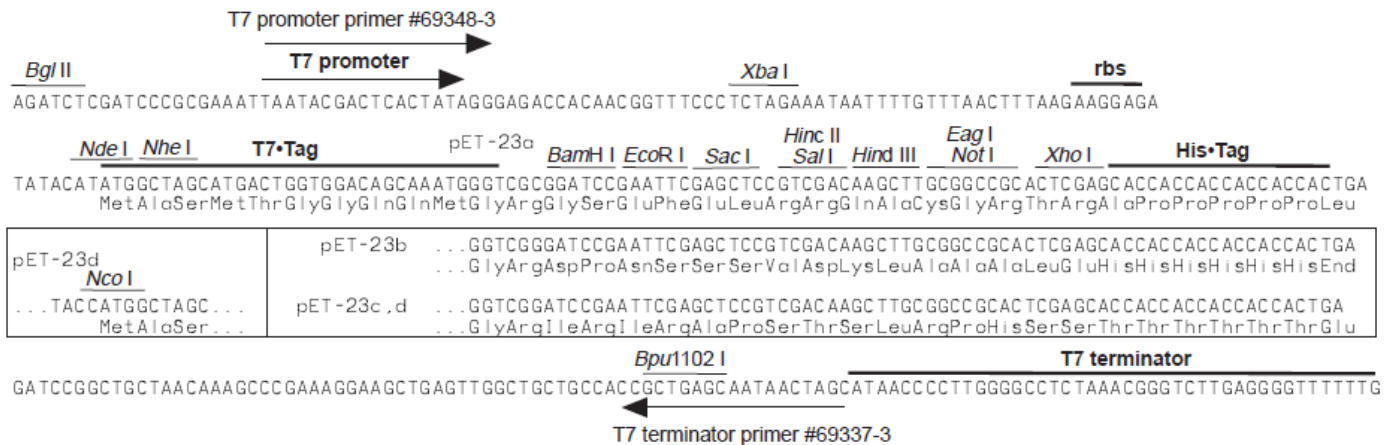 T7 promoter primer #69348-3
Bgl II T7 promoter Xba I rbs
AGATCTCGATCCCGCGAAATTAATACGACTCACTATAGGGAGACCACAACGGTTTCCCTCTAGAAATAATTTTGTTTAACTTTAAGAAGGAGA
Nde I Nhe I T7•Tag pET-23a BamH I EcoR I Sac I Hinc II Sal I Hind III Eag I Not I Xho I His•Tag
TATACATATGGCTAGCATGACTGGTGGACAGCAAATGGGTCGCGGATCCGAATTCGAGCTCCGTCGACAAGCTTGCGGCCGCACTCGAGCACCACCACCACCACCACTGA
MetAlaSerMetThrGlyGlyGlnGlnMetGlyArgGlySerGluPheGluLeuArgArgGlnAlaCysGlyArgThrArgAlaProProProProProLeu
pET-23b ...GGTCGGGATCCGAATTCGAGCTCCGTCGACAAGCTTGCGGCCGCACTCGAGCACCACCACCACCACCACTGA
...GlyArgAspProAsnSerSerSerValAspLysLeuAlaAlaAlaLeuGluHisHisHisHisHisHisEnd
pET-23d
Nco I
...TACCATGGCTAGC...
MetAlaSer...
pET-23c,d ...GGTCGGATCCGAATTCGAGCTCCGTCGACAAGCTTGCGGCCGCACTCGAGCACCACCACCACCACCACTGA
...GlyArgIleArgIleArgAlaProSerThrSerLeuArgProHisSerSerThrThrThrThrThrThrGlu
Bpu1102 I T7 terminator
GATCCGGCTGCTAACAAAGCCCGAAAGGAAGCTGAGTTGGCTGCTGCCACCGCTGAGCAATAACTAGCATAACCCCTTGGGGCCTCTAAACGGGTCTTGAGGGGTTTTTTG
T7 terminator primer #69337-3